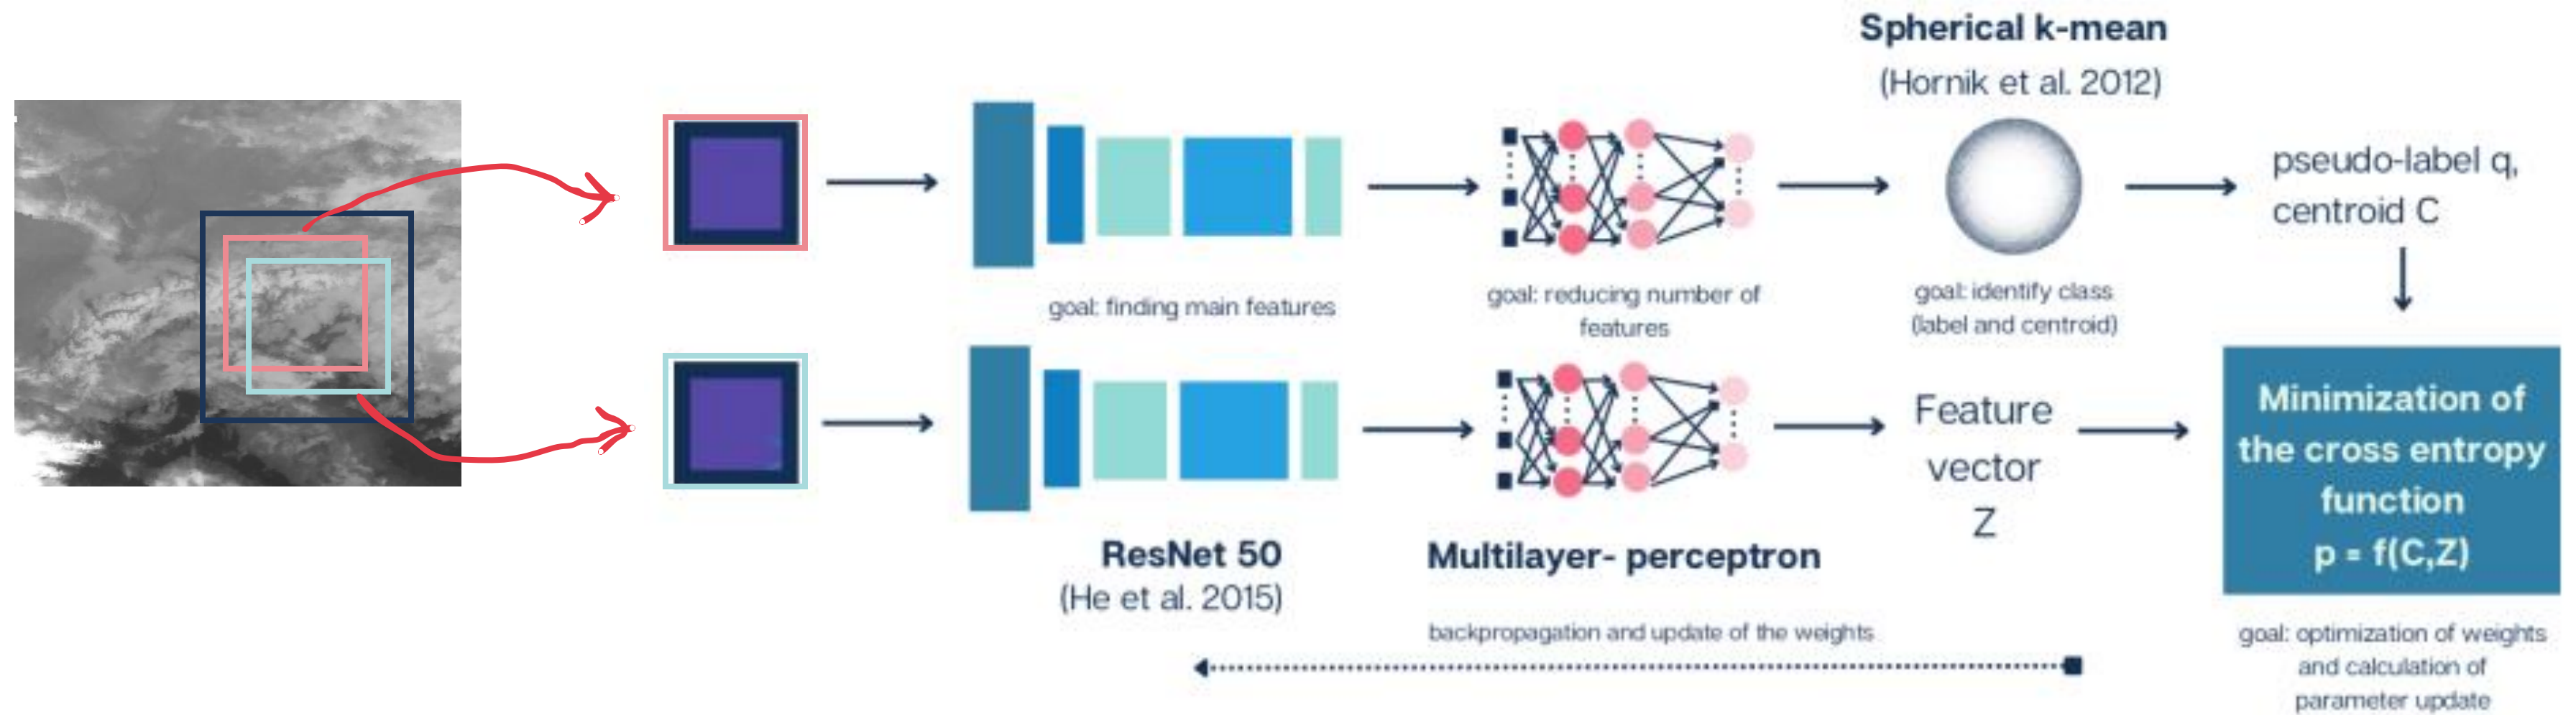 Spherical k-mean
(Hornik et al. 2012)
pseudo-label q,
centroid C
goal: finding main features
goal: reducing number of
features
goal: identify class
(label and centroid)
Feature
vector
Z
Minimization of
the cross entropy
function
p = f(C,Z)
ResNet 50
(He et al. 2015)
Multilayer- perceptron
backpropagation and update of the weights
goal: optimization of weights
and calculation of
parameter update